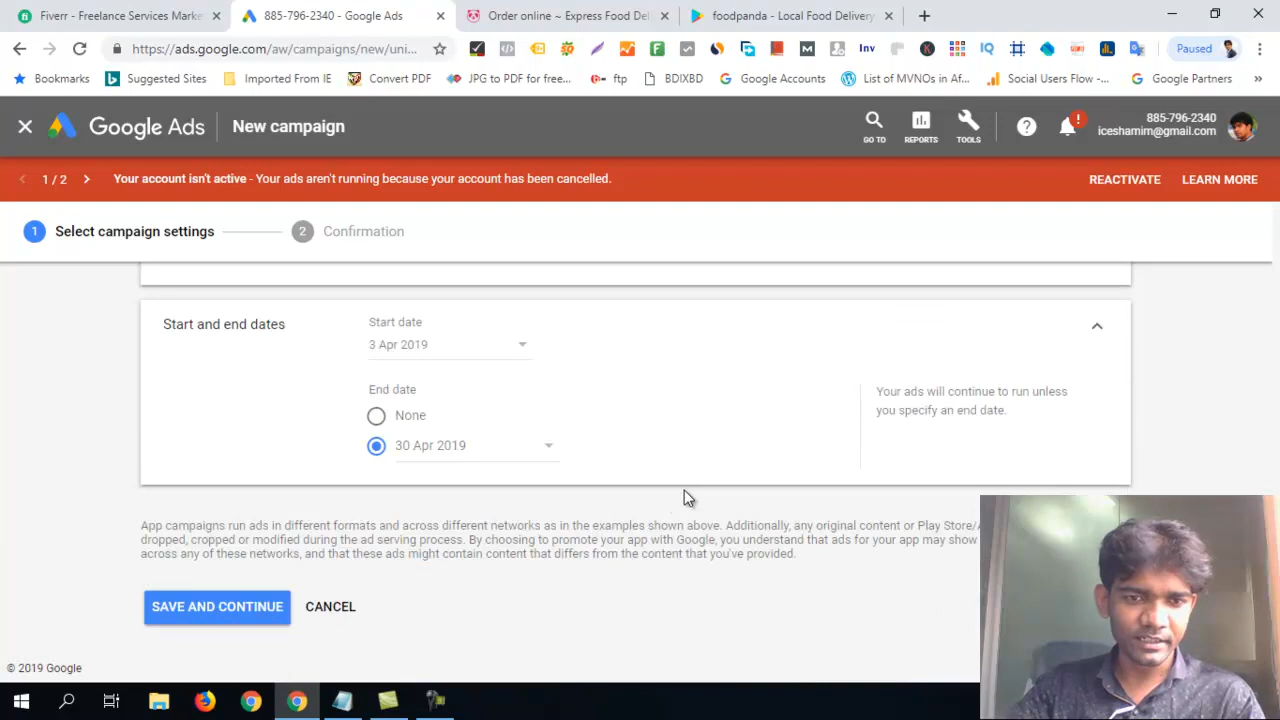 Fiverr - Freelance Services Marke
885-796-2340 - Google Ads
Order online ~ Express Food Del
foodpanda - Local Food Delivery
https://ads.google.com/aw/campaigns/new/uni...
Inv
Paused
Bookmarks
Suggested Sites
Imported From IE
Convert PDF
JPG to PDF for free...
ftp
BDIXBD
Google Accounts
List of MVNOs in Af...
Social Users Flow -...
Google Partners
Google Ads
New campaign
GO TO
REPORTS
TOOLS
885-796-2340
iceshamim@gmail.com
1 / 2
Your account isn't active - Your ads aren't running because your account has been cancelled.
REACTIVATE
LEARN MORE
1 Select campaign settings
2 Confirmation
Start and end dates
Start date
3 Apr 2019
End date
None
30 Apr 2019
Your ads will continue to run unless
you specify an end date.
App campaigns run ads in different formats and across different networks as in the examples shown above. Additionally, any original content or Play Store/
dropped, cropped or modified during the ad serving process. By choosing to promote your app with Google, you understand that ads for your app may show
across any of these networks, and that these ads might contain content that differs from the content that you've provided.
SAVE AND CONTINUE
CANCEL
© 2019 Google